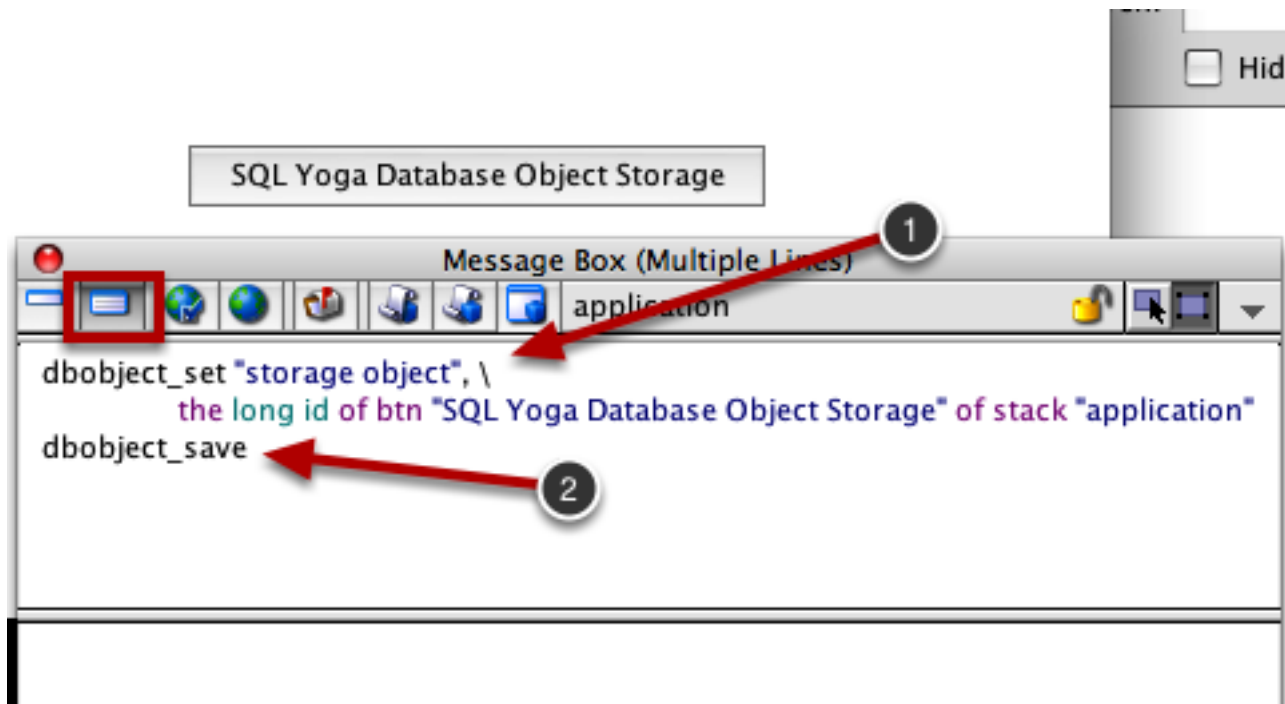 Hid
SQL Yoga Database Object Storage
1
Message Box (Multiple Lines)
application
dbobject_set "storage object", \
the long id of btn "SQL Yoga Database Object Storage" of stack "application"
dbobject_save
2